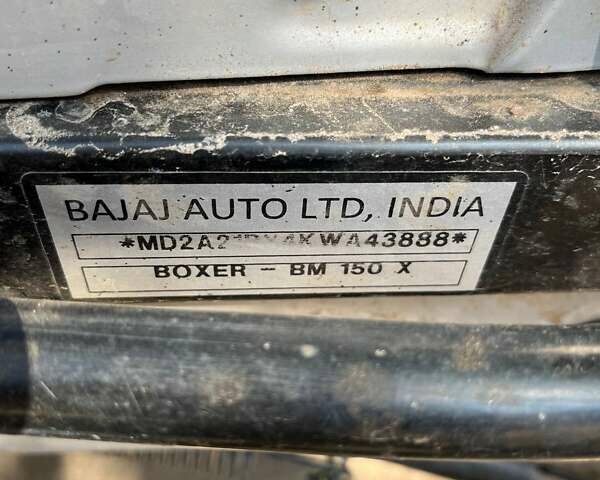 BAJAJ AUTO LTD, INDIA
BOXER - BM 150 X